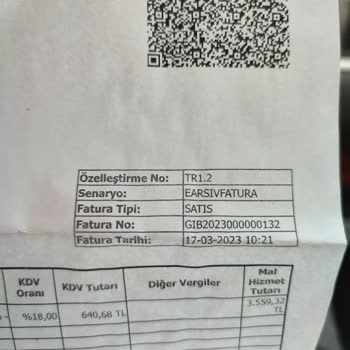 Özelleştirme No: TR1.2
Senaryo: EARSIVFATURA
Fatura Tipi: SATIS
Fatura No: GIB2023000000132
Fatura Tarihi: 17-03-2023 10:21
KDV Oranı KDV Tutarı Diğer Vergiler Mal Hizmet Tutarı
%18,00 640,68 TL 3.559,32 TL